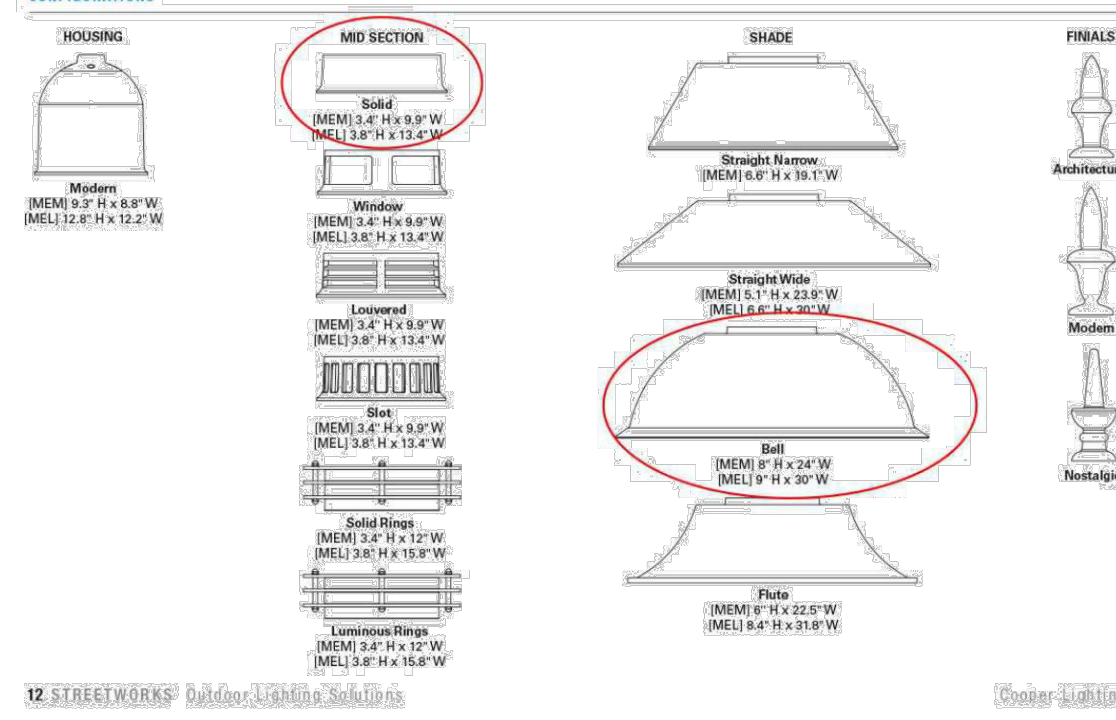 HOUSING
Modern
[MEM] 9.3" H x 8.8" W
[MEL] 12.8" H x 12.2" W
MID SECTION
Solid
[MEM] 3.4" H x 9.9" W
[MEL] 3.8" H x 13.4" W
Window
[MEM] 3.4" H x 9.9" W
[MEL] 3.8" H x 13.4" W
Louvered
[MEM] 3.4" H x 9.9" W
[MEL] 3.8" H x 13.4" W
Slot
[MEM] 3.4" H x 9.9" W
[MEL] 3.8" H x 13.4" W
Solid Rings
[MEM] 3.4" H x 12" W
[MEL] 3.8" H x 15.8" W
Luminous Rings
[MEM] 3.4" H x 12" W
[MEL] 3.8" H x 15.8" W
SHADE
Straight Narrow
[MEM] 6.6" H x 19.1" W
Straight Wide
[MEM] 5.1" H x 23.9" W
[MEL] 6.6" H x 30" W
Bell
[MEM] 8" H x 24" W
[MEL] 9" H x 30" W
Flute
[MEM] 6" H x 22.5" W
[MEL] 8.4" H x 31.8" W
FINIALS
Architectur
Modern
Nostalgic
12 STREETWORKS Outdoor Lighting Solutions
Cooper Lightin